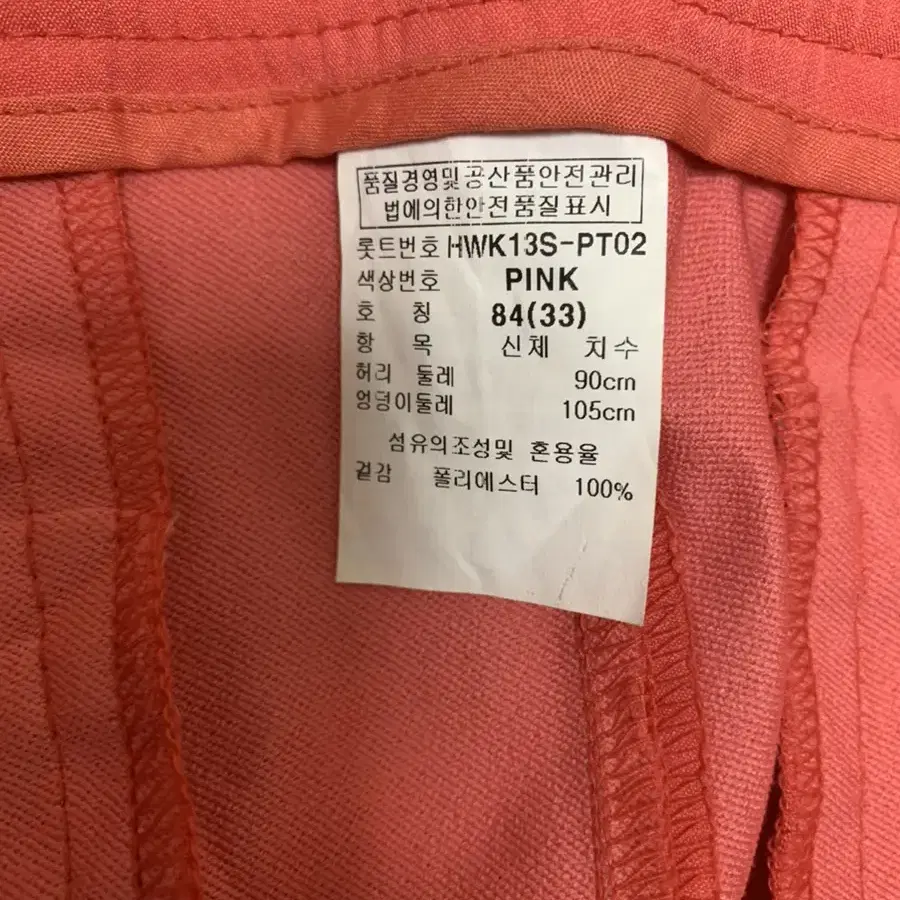 품질경영및공산품안전관리
법에의한안전품질표시
롯트번호 HWK13S-PT02
색상번호 PINK
호 칭 84(33)
항 목 신체 치수
허리 둘레 90cm
엉덩이둘레 105cm
섬유의조성및 혼용율
겉감 폴리에스터 100%